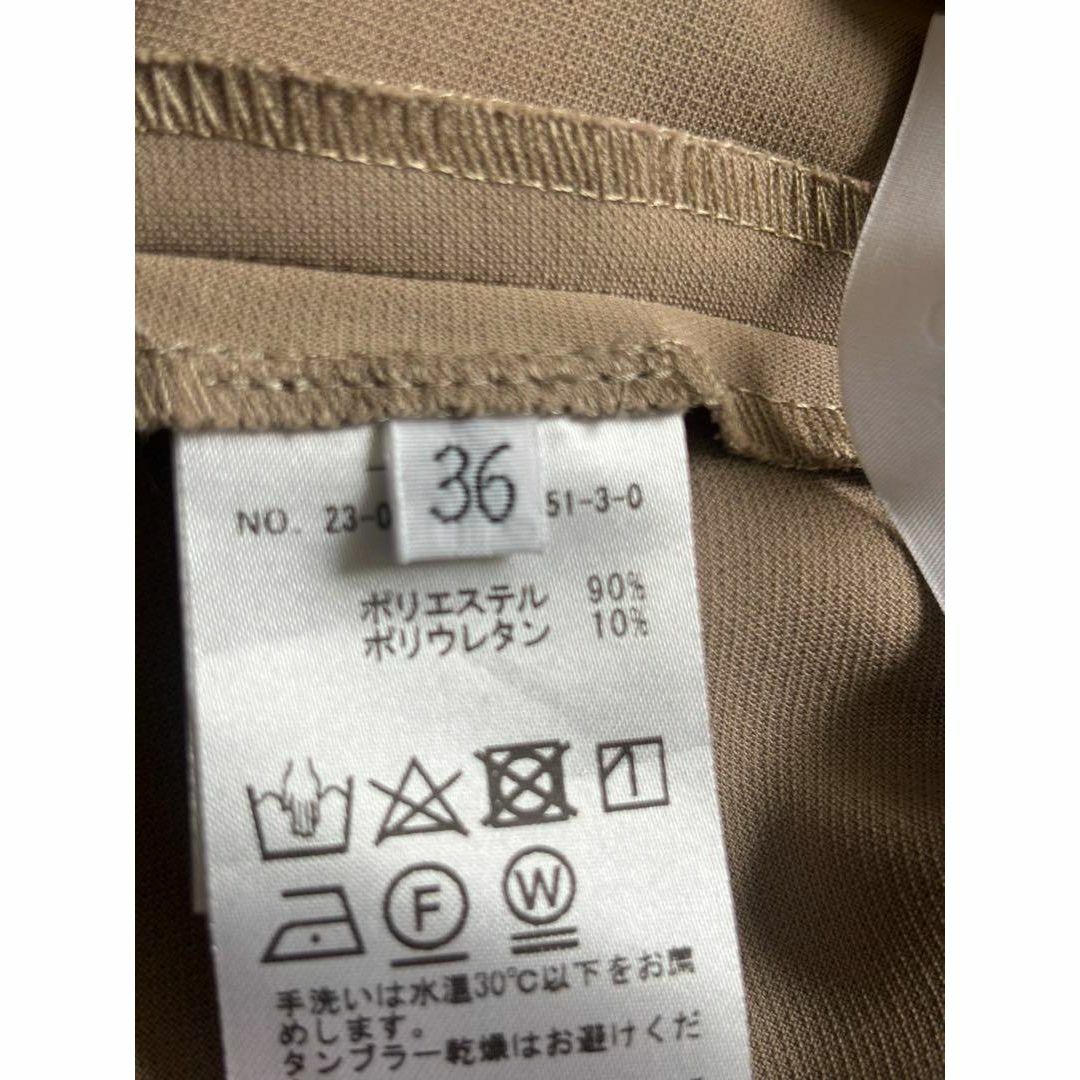 36
NO. 23-0 51-3-0
ポリエステル 90%
ポリウレタン 10%
F W
手洗いは水温30℃以下をお薦
めします。
タンブラー乾燥はお避けくだ